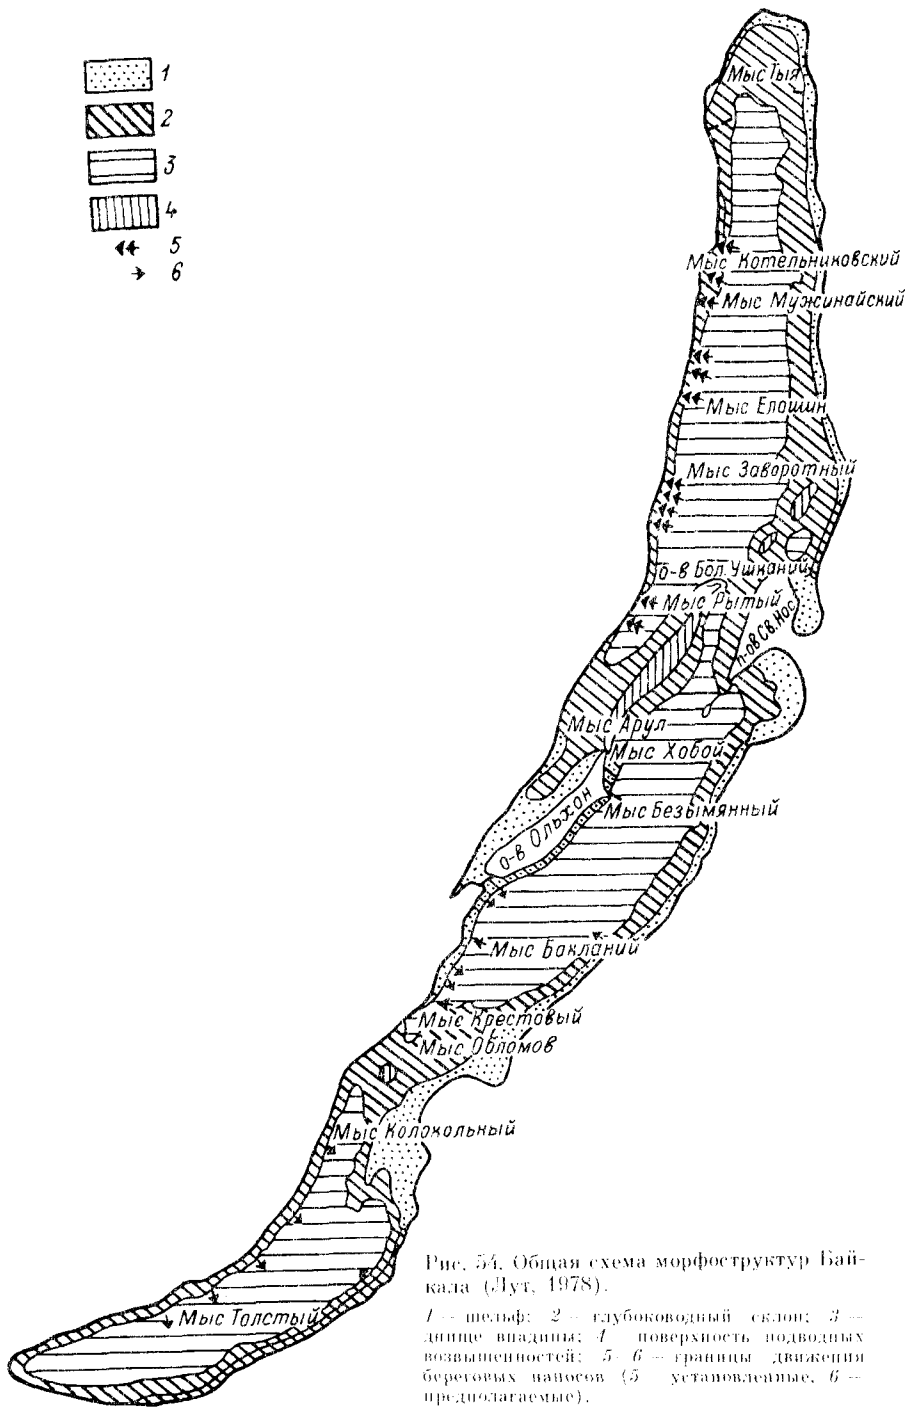 1
2
3
4
5
6
Мыс Тыя
Мыс Котельниковский
Мыс Мужинайский
Мыс Елошин
Мыс Заворотный
о-в Бол. Ушканий
Мыс Рытый
п-ов Св. Нос
Мыс Арул
Мыс Хобой
Мыс Безымянный
о-в Ольхон
Мыс Бакланий
Мыс Крестовый
Мыс Обломов
Мыс Колокольный
Мыс Толстый
Рис. 54. Общая схема морфоструктур Бай-
кала (Лут, 1978).
1 — шельф; 2 — глубоководный склон; 3 —
днище впадины; 4 — поверхность подводных
возвышенностей; 5-6 — границы движения
береговых наносов (5 — установленные, 6 —
предполагаемые).